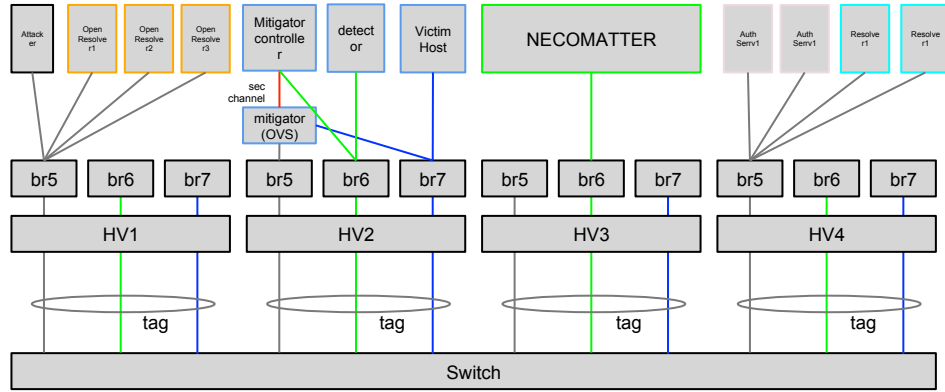 Attack
er
Open
Resolve
r1
Open
Resolve
r2
Open
Resolve
r3
Mitigator
controlle
r
detect
or
Victim
Host
NECOMATTER
Auth
Serrv1
Auth
Serrv1
Resolve
r1
Resolve
r1
sec
channel
mitigator
(OVS)
br5
br6
br7
br5
br6
br7
br5
br6
br7
br5
br6
br7
HV1
HV2
HV3
HV4
tag
tag
tag
tag
Switch